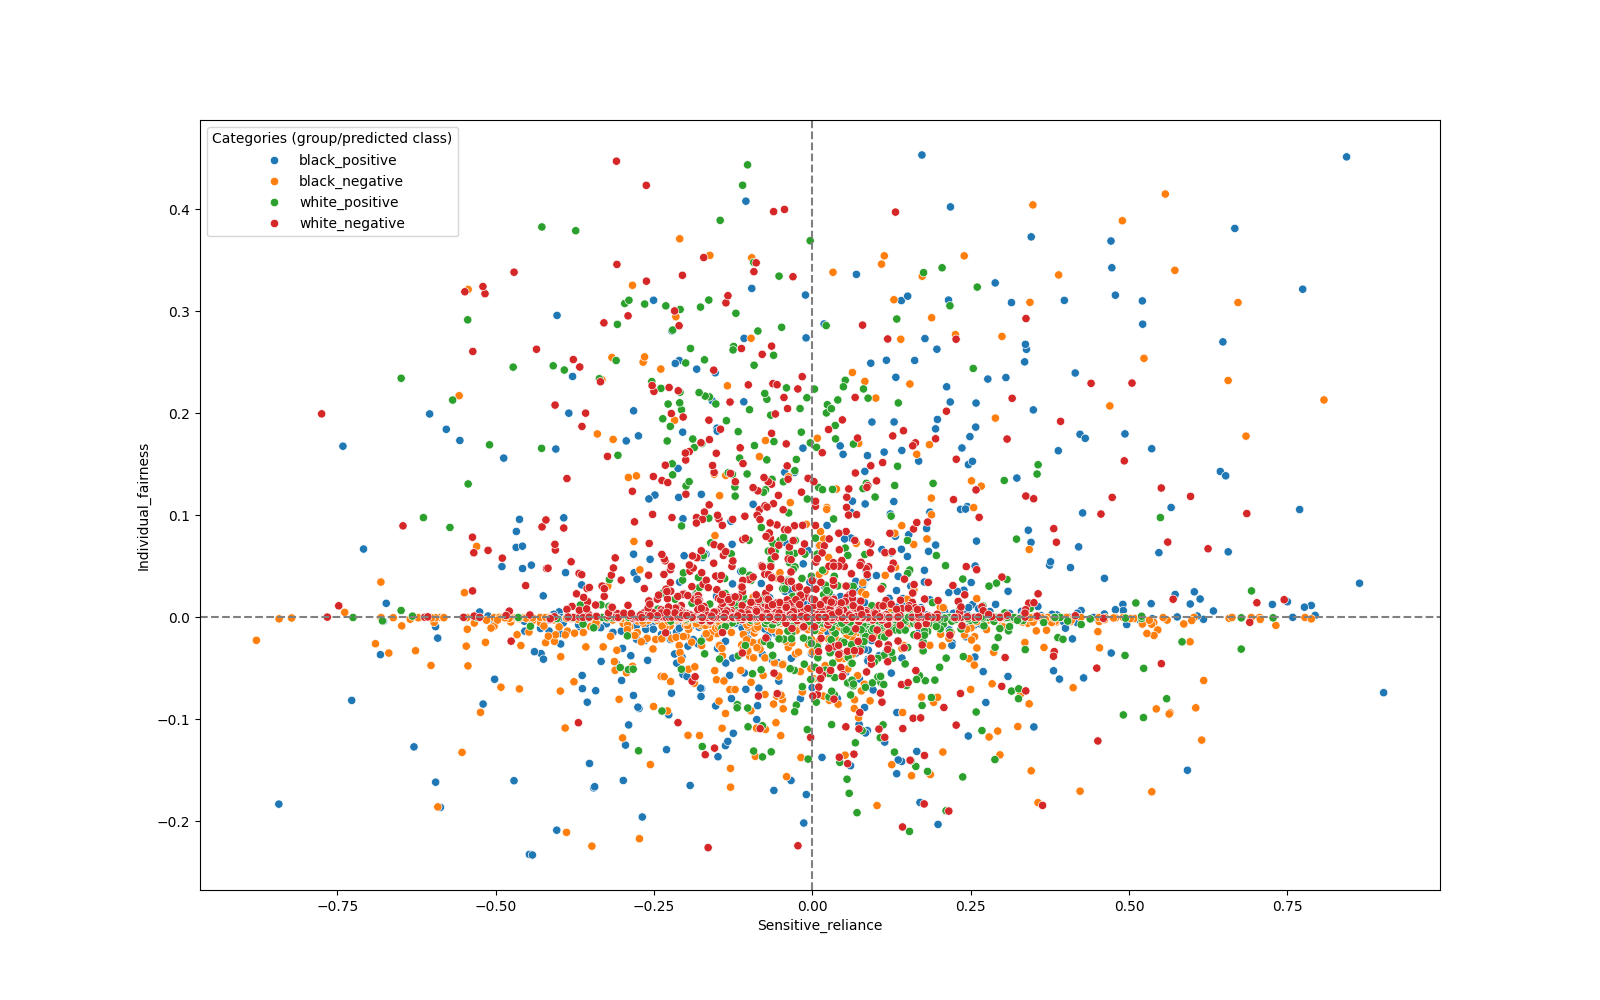 Categories (group/predicted class)
black_positive
black_negative
white_positive
white_negative
Individual_fairness
0.4
0.3
0.2
0.1
0.0
−0.1
−0.2
−0.75
−0.50
−0.25
0.00
0.25
0.50
0.75
Sensitive_reliance